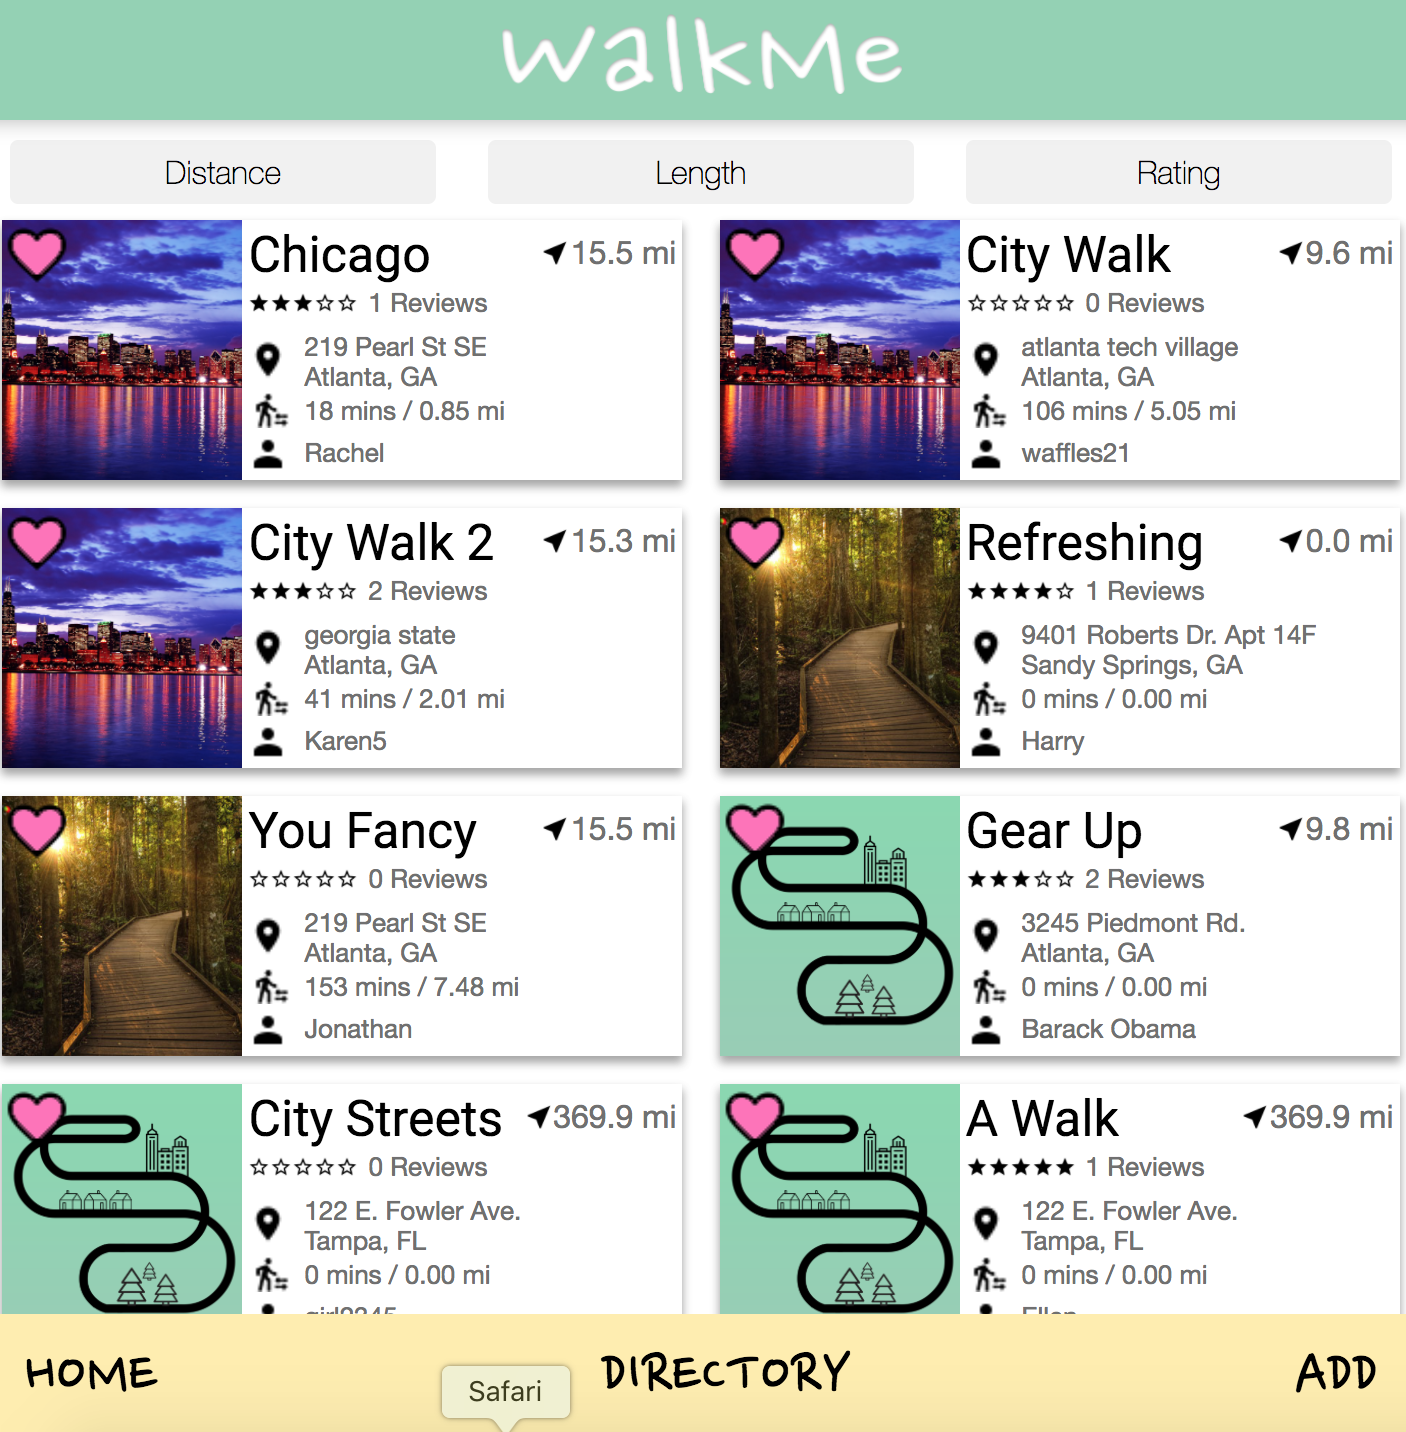 walkMe
Distance
Length
Rating
Chicago
15.5 mi
1 Reviews
219 Pearl St SE
Atlanta, GA
18 mins / 0.85 mi
Rachel
City Walk
9.6 mi
0 Reviews
atlanta tech village
Atlanta, GA
106 mins / 5.05 mi
waffles21
City Walk 2
15.3 mi
2 Reviews
georgia state
Atlanta, GA
41 mins / 2.01 mi
Karen5
Refreshing
0.0 mi
1 Reviews
9401 Roberts Dr. Apt 14F
Sandy Springs, GA
0 mins / 0.00 mi
Harry
You Fancy
15.5 mi
0 Reviews
219 Pearl St SE
Atlanta, GA
153 mins / 7.48 mi
Jonathan
Gear Up
9.8 mi
2 Reviews
3245 Piedmont Rd.
Atlanta, GA
0 mins / 0.00 mi
Barack Obama
City Streets
369.9 mi
0 Reviews
122 E. Fowler Ave.
Tampa, FL
0 mins / 0.00 mi
A Walk
369.9 mi
1 Reviews
122 E. Fowler Ave.
Tampa, FL
0 mins / 0.00 mi
HOME
DIRECTORY
ADD
Safari